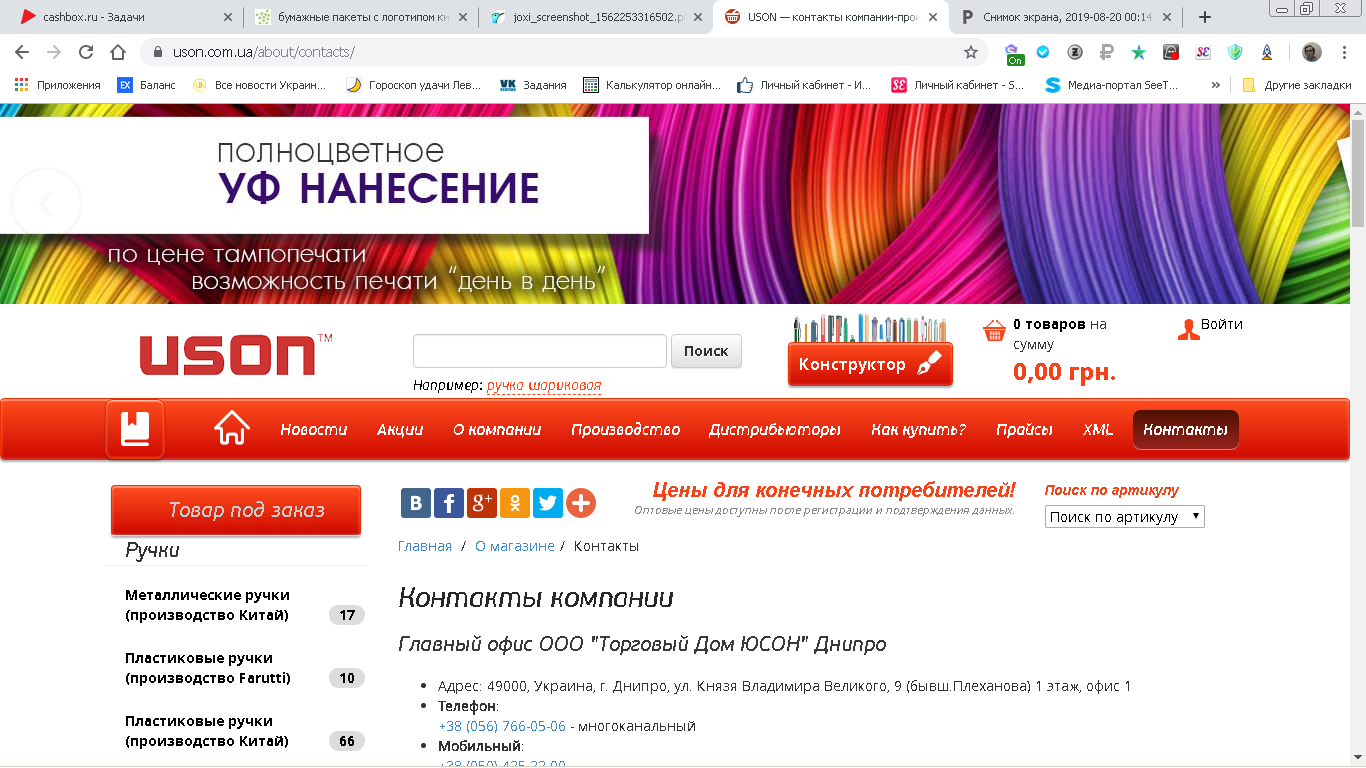 cashbox.ru - Задачи
бумажные пакеты с логотипом ки
joxi_screenshot_1562253316502.p
USON — контакты компании-прои
Снимок экрана, 2019-08-20 00:14
uson.com.ua/about/contacts/
On
Приложения
EX Баланс
Все новости Украин...
Гороскоп удачи Лев...
VK Задания
Калькулятор онлайн...
Личный кабинет - И...
SE Личный кабинет - S...
S Медиа-портал SeeT...
»
Другие закладки
ПОЛНОЦВЕТНОЕ
УФ НАНЕСЕНИЕ
по цене тампопечати
возможность печати “день в день”
uson™
Поиск
Например: ручка шариковая
Конструктор
0 товаров на
сумму
0,00 грн.
Войти
Новости Акции О компании Производство Дистрибьюторы Как купить? Прайсы XML Контакты
Товар под заказ
Ручки
Металлические ручки
(производство Китай) 17
Пластиковые ручки
(производство Farutti) 10
Пластиковые ручки
(производство Китай) 66
Цены для конечных потребителей!
Оптовые цены доступны после регистрации и подтверждения данных.
Поиск по артикулу
Поиск по артикулу
Главная / О магазине / Контакты
Контакты компании
Главный офис ООО "Торговый Дом ЮСОН" Днипро
Адрес: 49000, Украина, г. Днипро, ул. Князя Владимира Великого, 9 (бывш.Плеханова) 1 этаж, офис 1
Телефон:
+38 (056) 766-05-06 - многоканальный
Мобильный:
+38 (050) 425-22-00